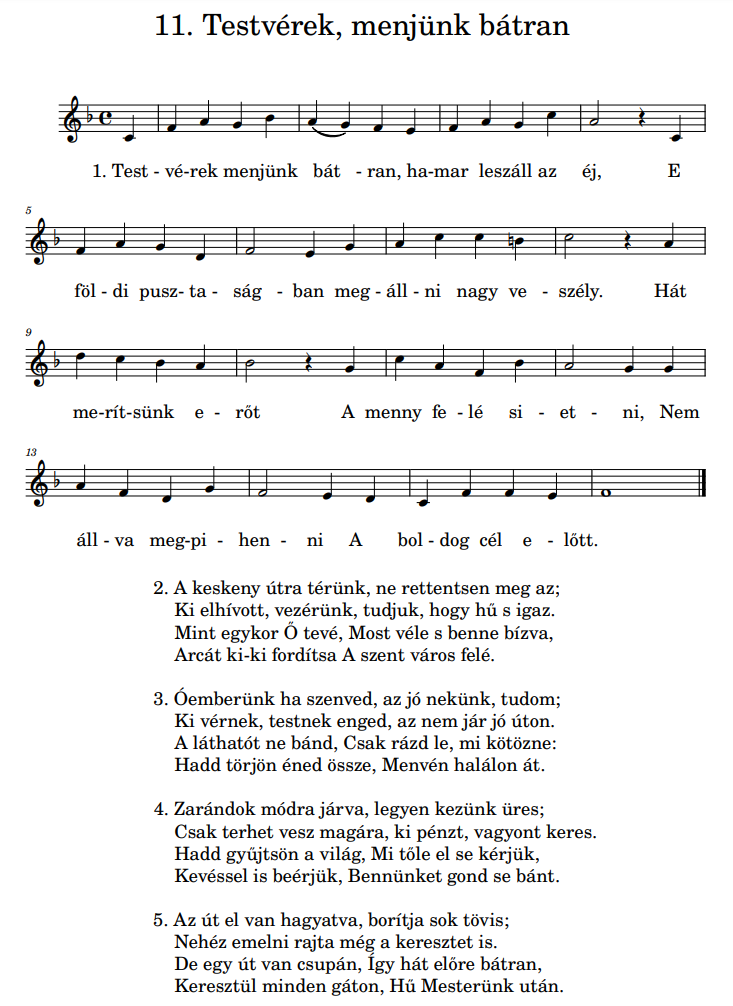 11. Testvérek, menjünk bátran
1. Test - vé-rek menjünk bát - ran, ha-mar leszáll az éj, E
5
föl - di pusz- ta - ság - ban meg - áll - ni nagy ve - szély. Hát
9
me-rít-sünk e - rőt A menny fe - lé si - et - ni, Nem
13
áll - va meg-pi - hen - ni A bol - dog cél e - lőtt.
2. A keskeny útra térünk, ne rettentsen meg az;
Ki elhívott, vezérünk, tudjuk, hogy hű s igaz.
Mint egykor Ő tevé, Most véle s benne bízva,
Arcát ki-ki fordítsa A szent város felé.
3. Óemberünk ha szenved, az jó nekünk, tudom;
Ki vérnek, testnek enged, az nem jár jó úton.
A láthatót ne bánd, Csak rázd le, mi kötözne:
Hadd törjön éned össze, Menvén halálon át.
4. Zarándok módra járva, legyen kezünk üres;
Csak terhet vesz magára, ki pénzt, vagyont keres.
Hadd gyűjtsön a világ, Mi tőle el se kérjük,
Kevéssel is beérjük, Bennünket gond se bánt.
5. Az út el van hagyatva, borítja sok tövis;
Nehéz emelni rajta még a keresztet is.
De egy út van csupán, Így hát előre bátran,
Keresztül minden gáton, Hű Mesterünk után.